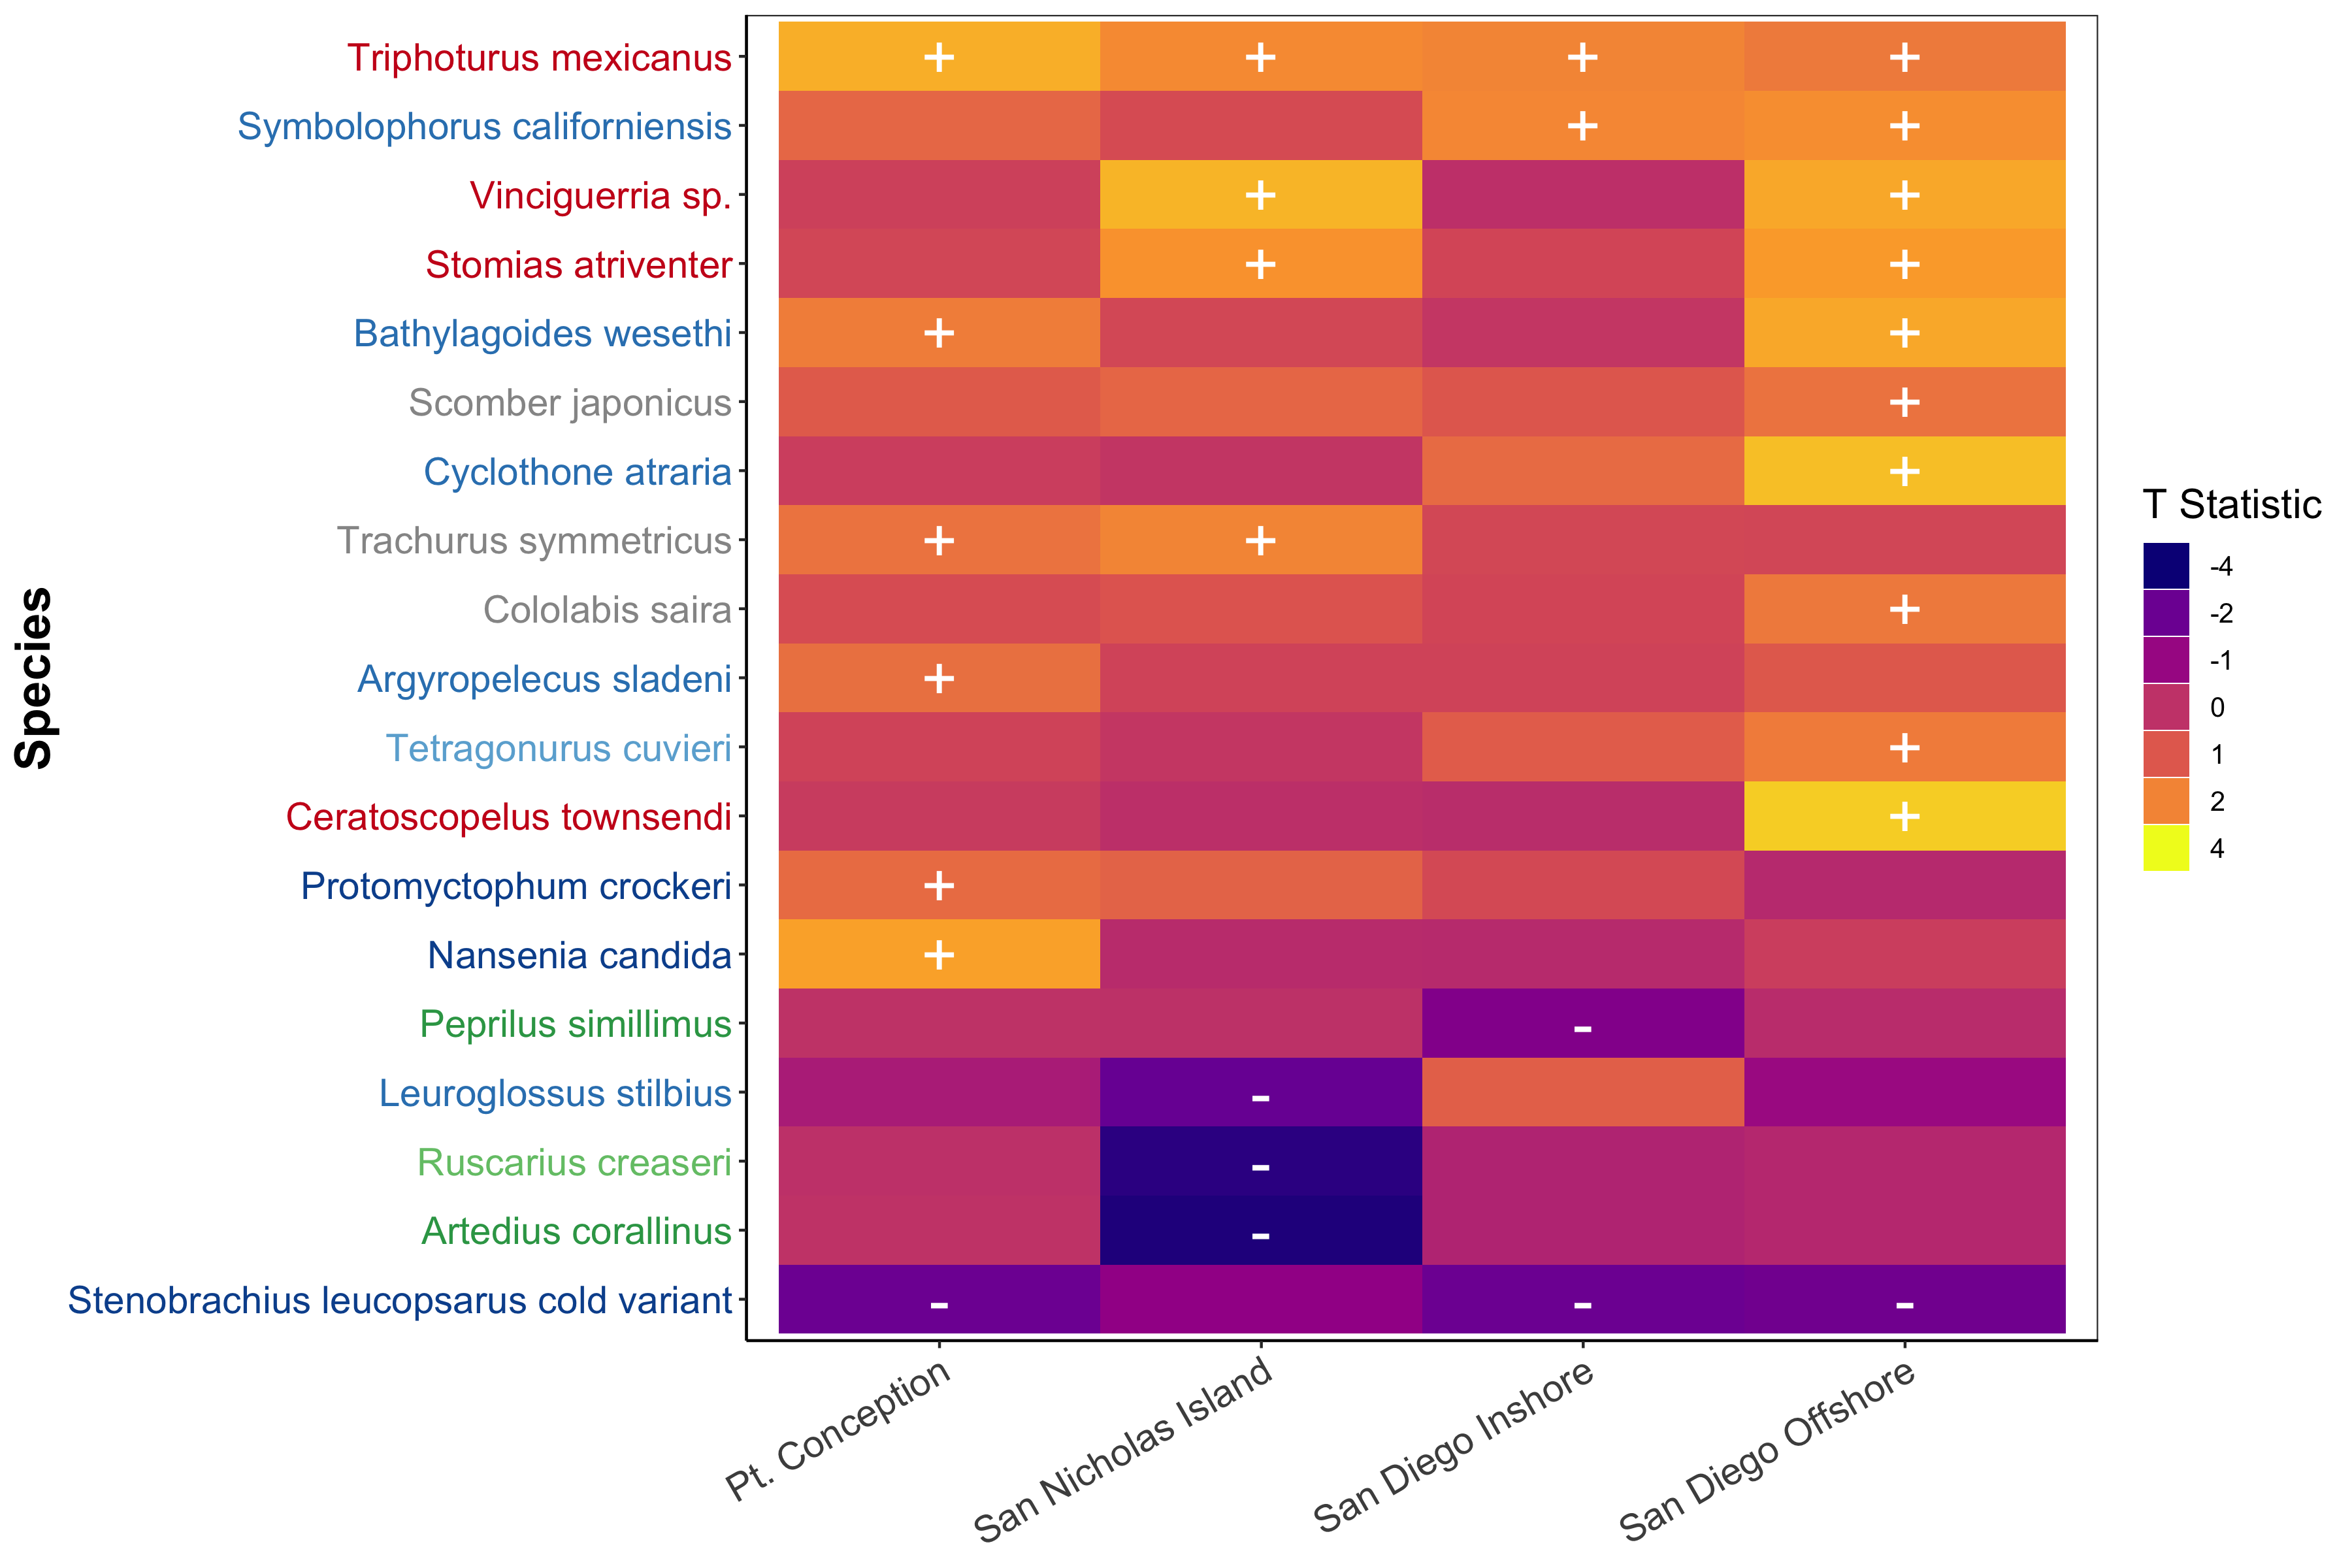 Triphoturus mexicanus + + + +
Symbolophorus californiensis + +
Vinciguerria sp. + +
Stomias atriventer + +
Bathylagoides wesethi + +
Scomber japonicus +
Cyclothone atraria +
Trachurus symmetricus + +
Cololabis saira +
Argyropelecus sladeni +
Tetragonurus cuvieri +
Ceratoscopelus townsendi +
Protomyctophum crockeri +
Nansenia candida +
Peprilus simillimus -
Leuroglossus stilbius -
Ruscarius creaseri -
Artedius corallinus -
Stenobrachius leucopsarus cold variant - - -
Species
Pt. Conception
San Nicholas Island
San Diego Inshore
San Diego Offshore
T Statistic
-4
-2
-1
0
1
2
4